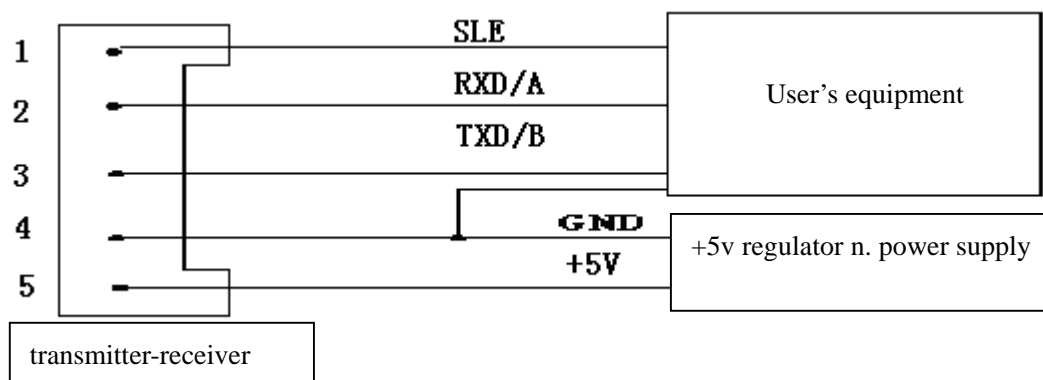 1
SLE
2
RXD/A
User's equipment
TXD/B
3
4
GND
+5v regulator n. power supply
+5V
5
transmitter-receiver